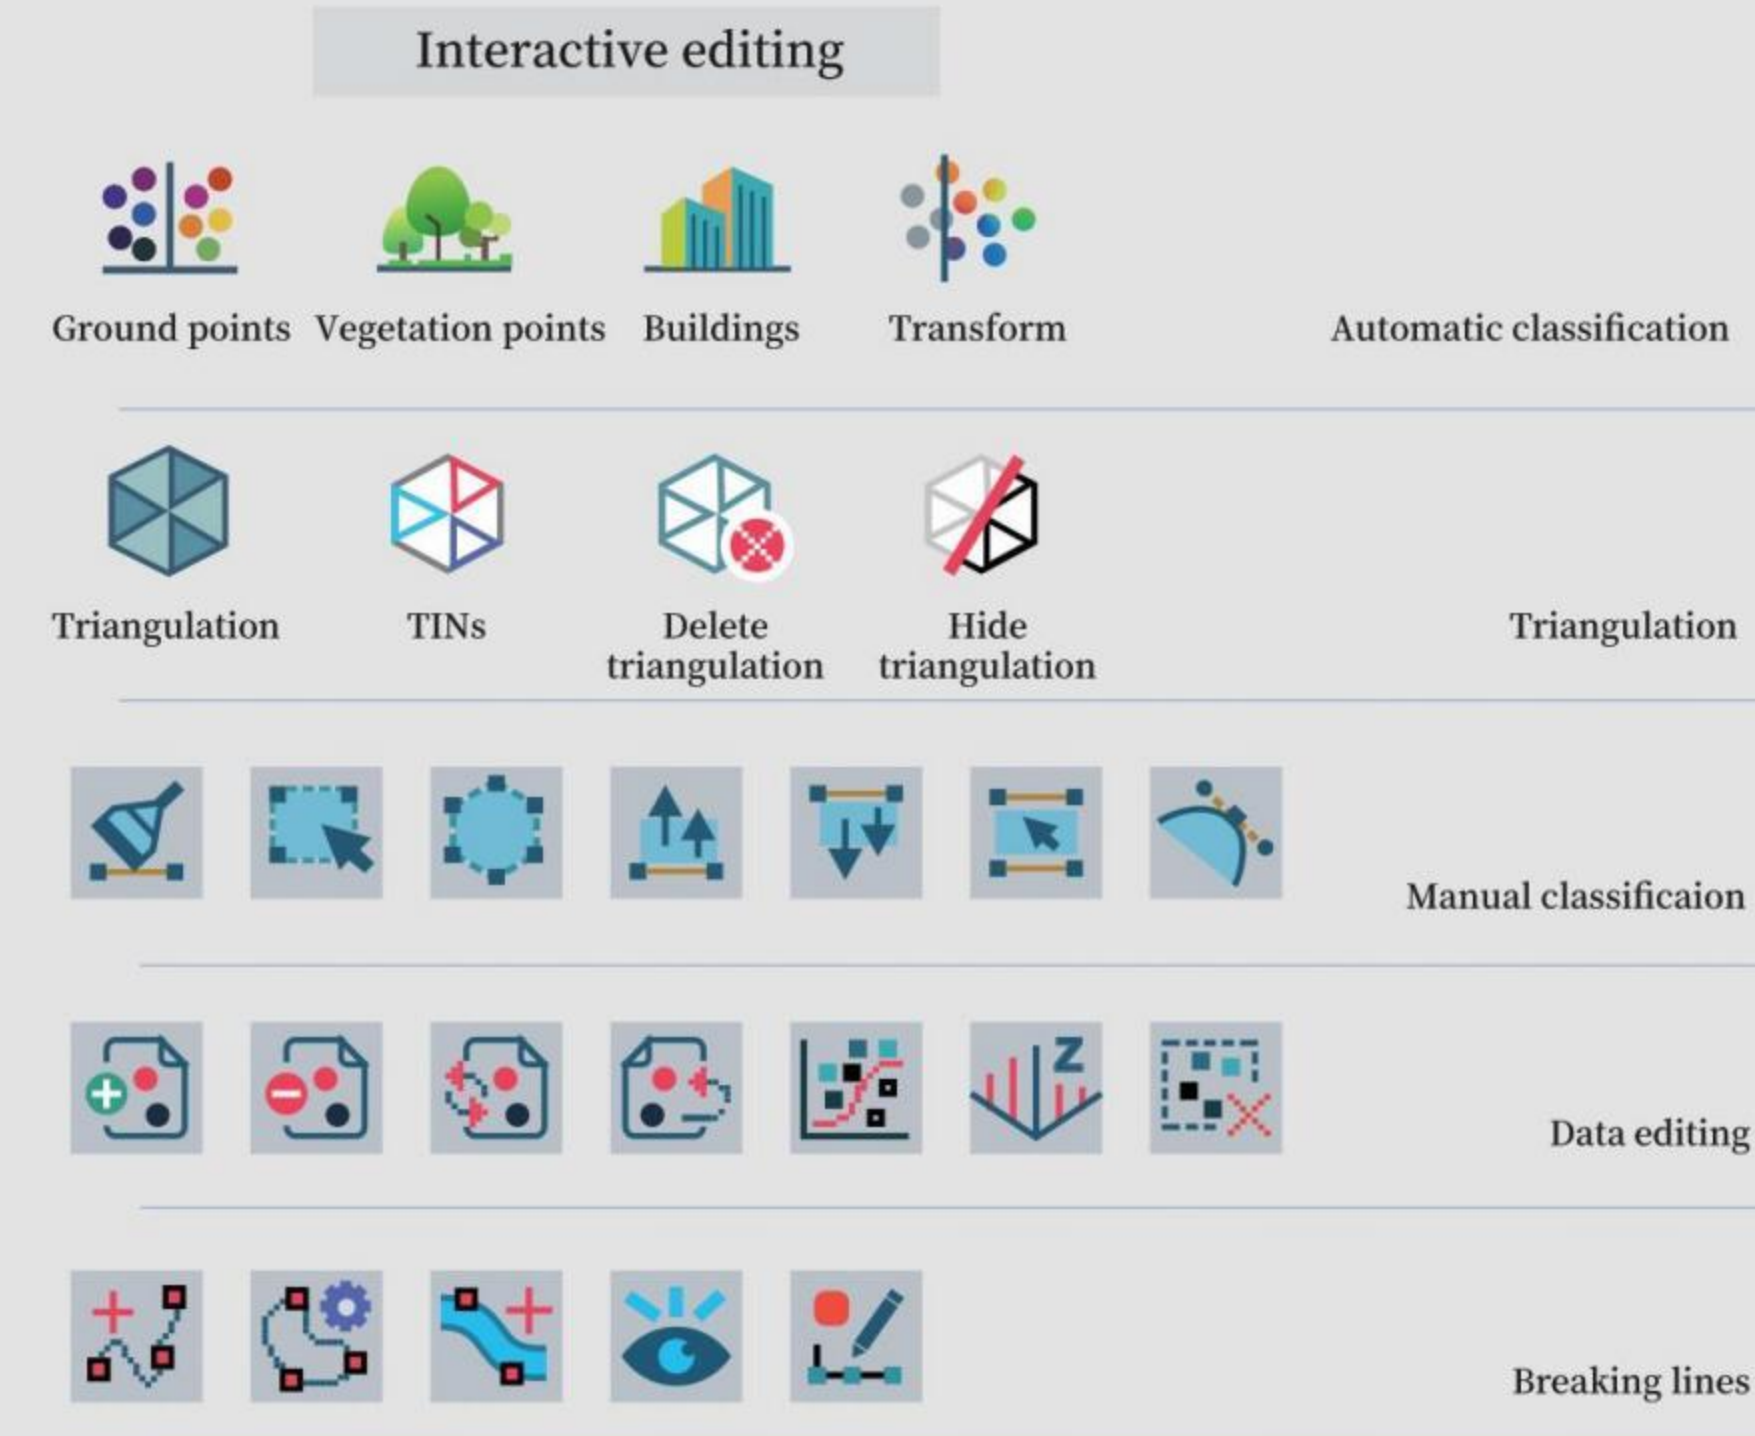 Interactive editing
Ground points
Vegetation points
Buildings
Transform
Automatic classification
Triangulation
TINs
Delete
triangulation
Hide
triangulation
Triangulation
Manual classificaion
Z
Data editing
Breaking lines